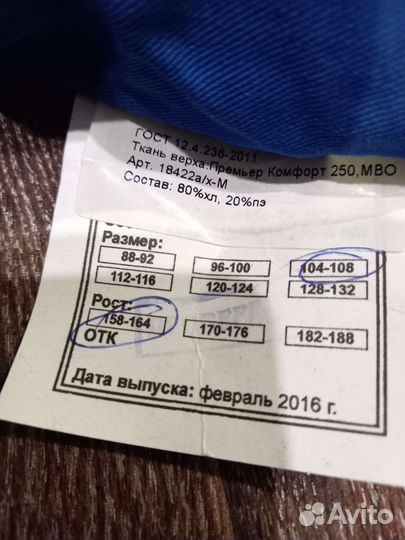 ГОСТ 12.4.236-2011
Ткань верха:Премьер Комфорт 250,МВО
Арт. 18422а/х-М
Состав: 80%хл, 20%пэ
Размер:
88-92 96-100 104-108
112-116 120-124 128-132
Рост:
158-164 170-176 182-188
ОТК
Дата выпуска: февраль 2016 г.
Avito